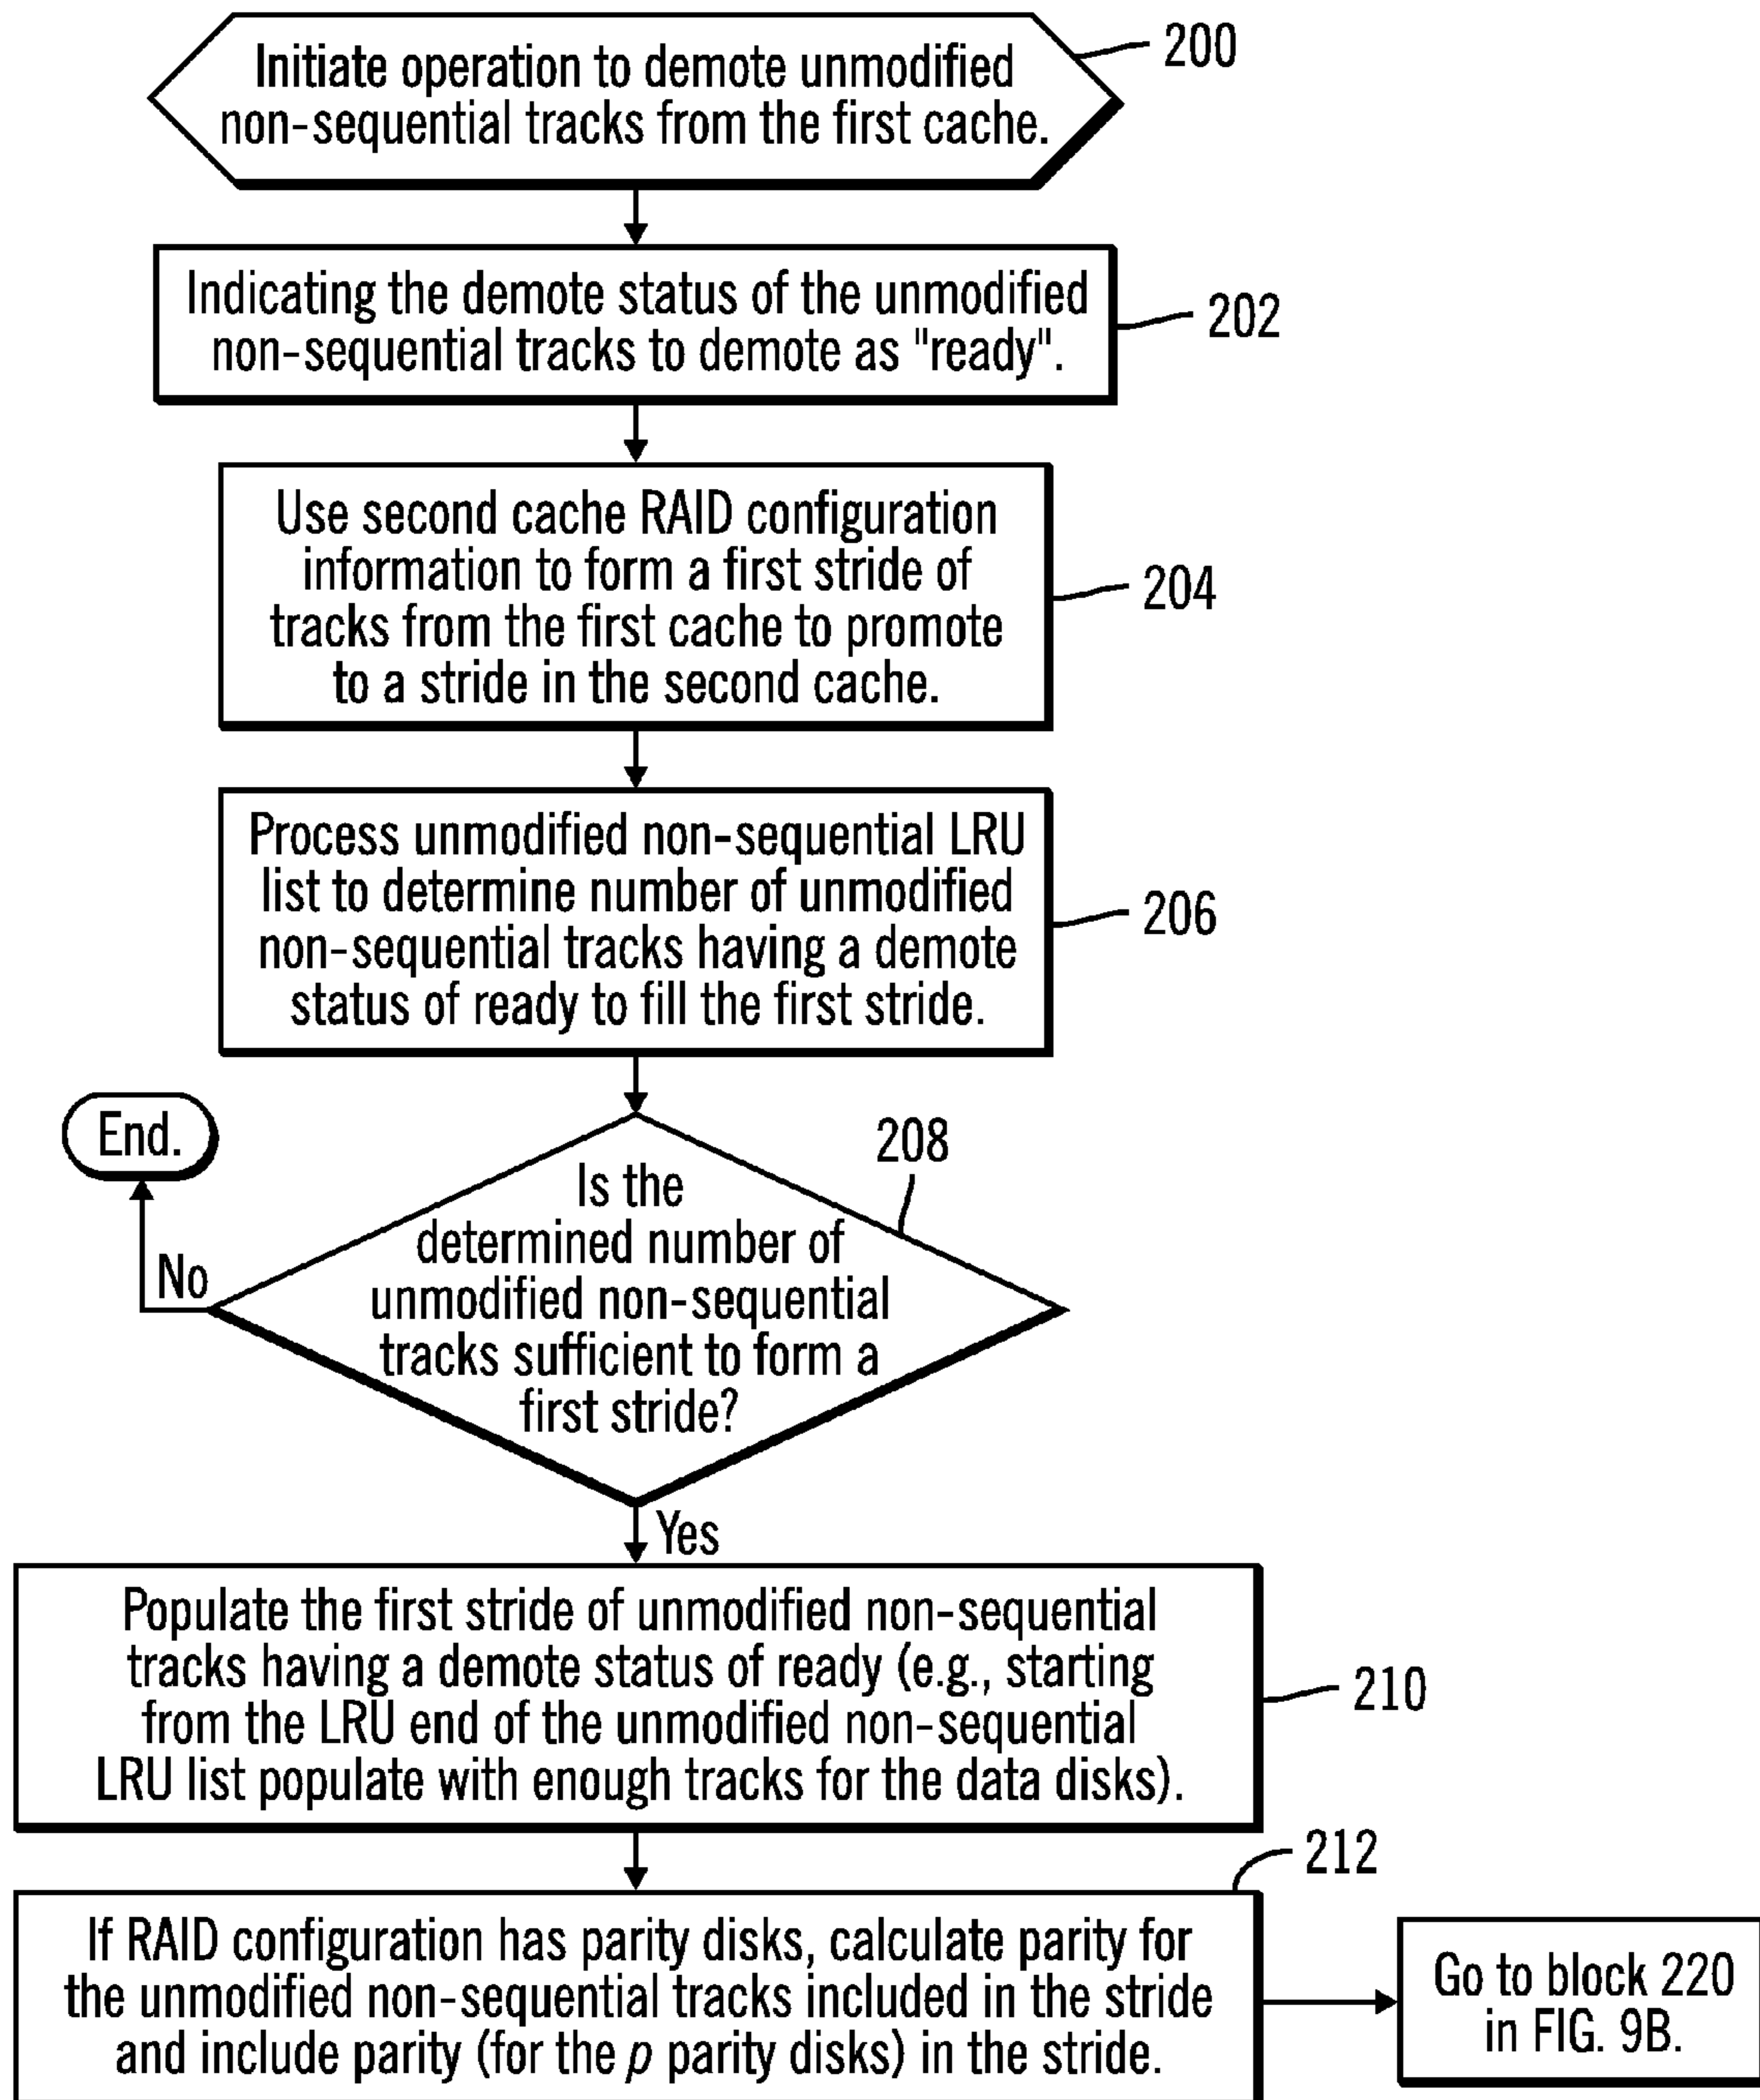 Initiate operation to demote unmodified
non-sequential tracks from the first cache.
200
Indicating the demote status of the unmodified
non-sequential tracks to demote as "ready".
202
Use second cache RAID configuration
information to form a first stride of
tracks from the first cache to promote
to a stride in the second cache.
204
Process unmodified non-sequential LRU
list to determine number of unmodified
non-sequential tracks having a demote
status of ready to fill the first stride.
206
End.
No
208
Is the
determined number of
unmodified non-sequential
tracks sufficient to form a
first stride?
Yes
Populate the first stride of unmodified non-sequential
tracks having a demote status of ready (e.g., starting
from the LRU end of the unmodified non-sequential
LRU list populate with enough tracks for the data disks).
210
212
If RAID configuration has parity disks, calculate parity for
the unmodified non-sequential tracks included in the stride
and include parity (for the p parity disks) in the stride.
Go to block 220
in FIG. 9B.